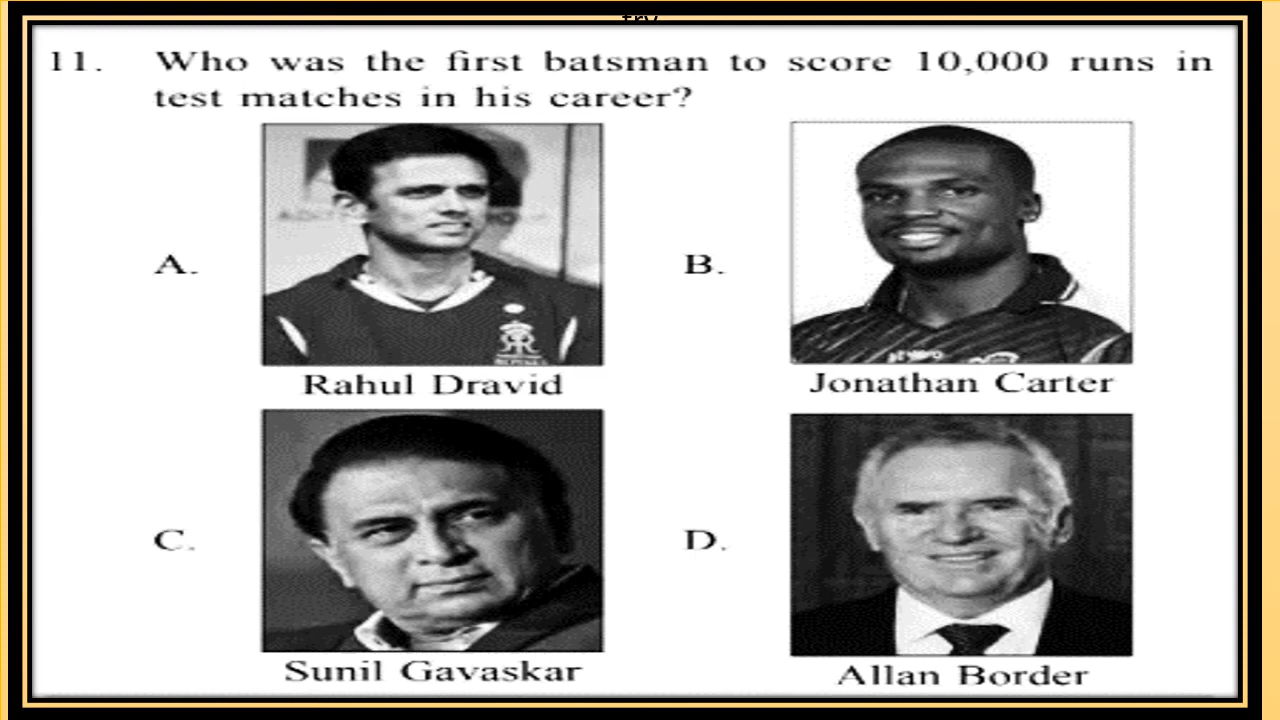 try
11. Who was the first batsman to score 10,000 runs in
test matches in his career?
A.
B.
Rahul Dravid
Jonathan Carter
C.
D.
Sunil Gavaskar
Allan Border